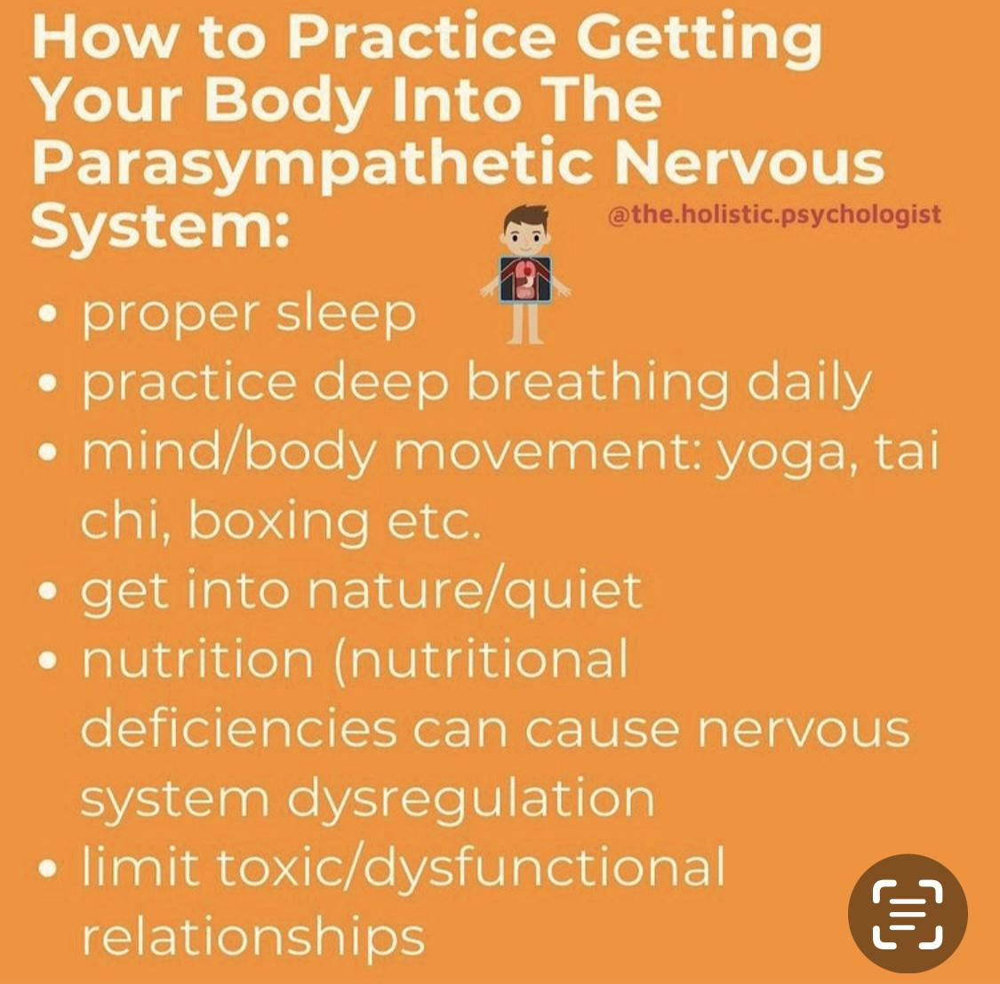 How to Practice Getting
Your Body Into The
Parasympathetic Nervous
System:
@the.holistic.psychologist
• proper sleep
• practice deep breathing daily
• mind/body movement: yoga, tai
chi, boxing etc.
• get into nature/quiet
• nutrition (nutritional
deficiencies can cause nervous
system dysregulation
• limit toxic/dysfunctional
relationships